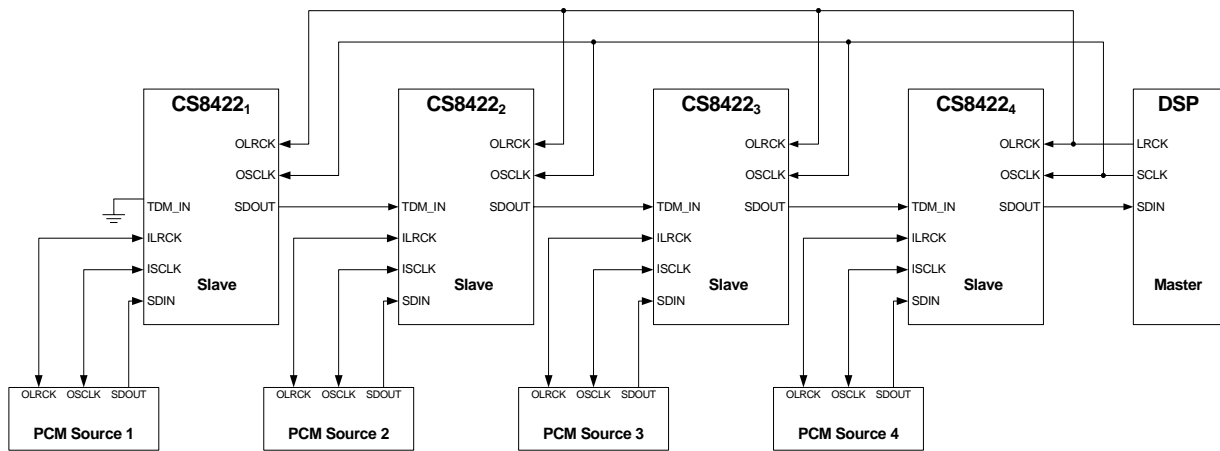 CS8422₁
CS8422₂
CS8422₃
CS8422₄
DSP
OLRCK
OLRCK
OLRCK
OLRCK
LRCK
OSCLK
OSCLK
OSCLK
OSCLK
SCLK
TDM_IN
SDOUT
TDM_IN
SDOUT
TDM_IN
SDOUT
TDM_IN
SDOUT
SDIN
ILRCK
ILRCK
ILRCK
ILRCK
ISCLK
ISCLK
ISCLK
ISCLK
Slave
Slave
Slave
Slave
Master
SDIN
SDIN
SDIN
SDIN
OLRCK OSCLK SDOUT
OLRCK OSCLK SDOUT
OLRCK OSCLK SDOUT
OLRCK OSCLK SDOUT
PCM Source 1
PCM Source 2
PCM Source 3
PCM Source 4